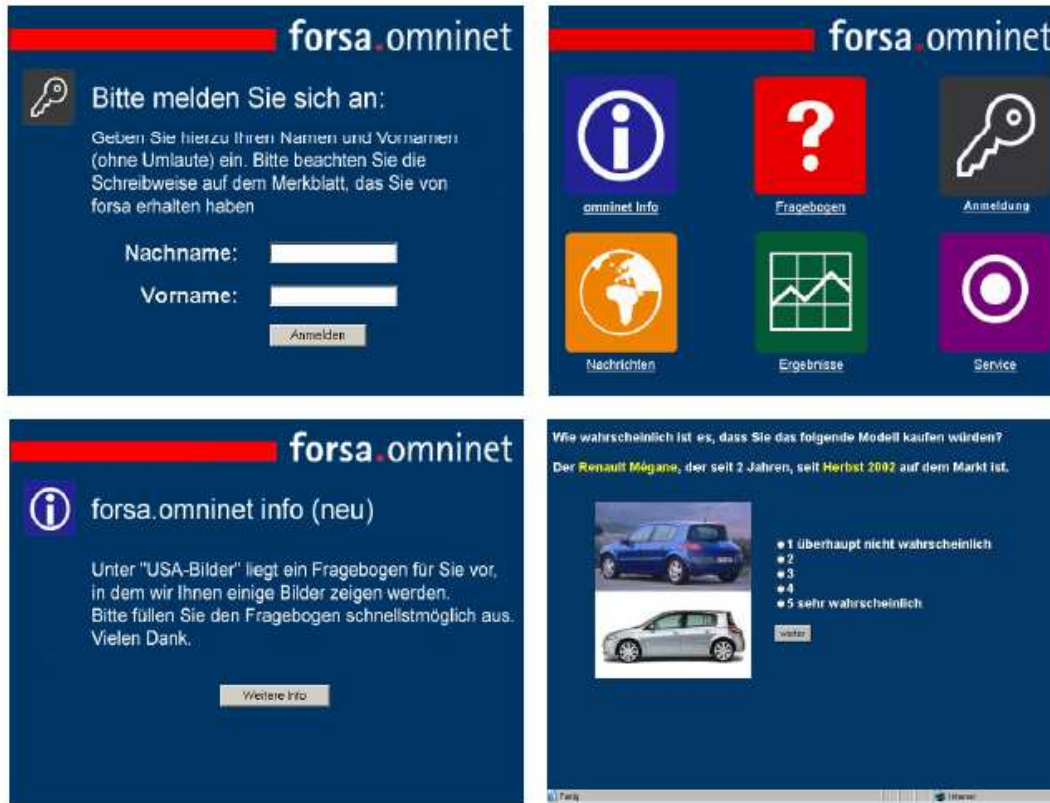 forsa.omninet
Bitte melden Sie sich an:
Geben Sie hierzu Ihren Namen und Vornamen
(ohne Umlaute) ein. Bitte beachten Sie die
Schreibweise auf dem Merkblatt, das Sie von
forsa erhalten haben
Nachname:
Vorname:
Anmelden
forsa.omninet
omninet Info
Fragebogen
Anmeldung
Nachrichten
Ergebnisse
Service
forsa.omninet
forsa.omninet info (neu)
Unter "USA-Bilder" liegt ein Fragebogen für Sie vor,
in dem wir Ihnen einige Bilder zeigen werden.
Bitte füllen Sie den Fragebogen schnellstmöglich aus.
Vielen Dank.
Weitere Info
Wie wahrscheinlich ist es, dass Sie das folgende Modell kaufen würden?
Der Renault Mégane, der seit 2 Jahren, seit Herbst 2002 auf dem Markt ist.
1 überhaupt nicht wahrscheinlich
2
3
4
5 sehr wahrscheinlich
weiter
Fertig
Internet